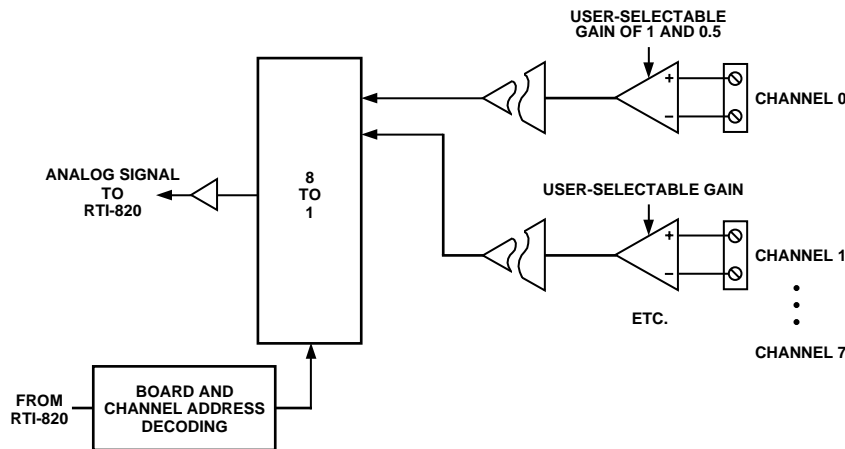 USER-SELECTABLE
GAIN OF 1 AND 0.5
+
−
CHANNEL 0
ANALOG SIGNAL
TO
RTI-820
8
TO
1
USER-SELECTABLE GAIN
+
−
CHANNEL 1
ETC.
CHANNEL 7
FROM
RTI-820
BOARD AND
CHANNEL ADDRESS
DECODING